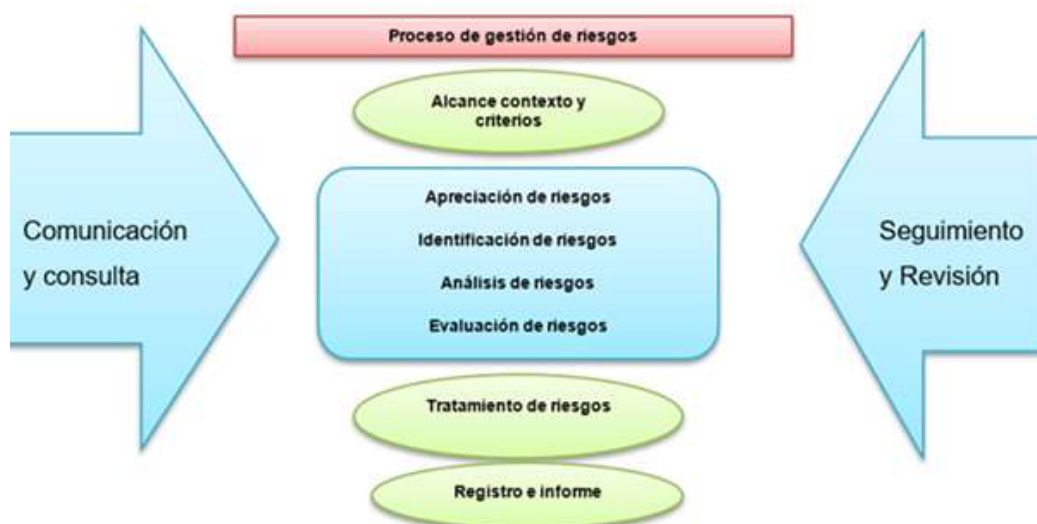 Proceso de gestión de riesgos
Alcance contexto y
criterios
Apreciación de riesgos
Identificación de riesgos
Análisis de riesgos
Evaluación de riesgos
Comunicación
y consulta
Seguimiento
y Revisión
Tratamiento de riesgos
Registro e informe